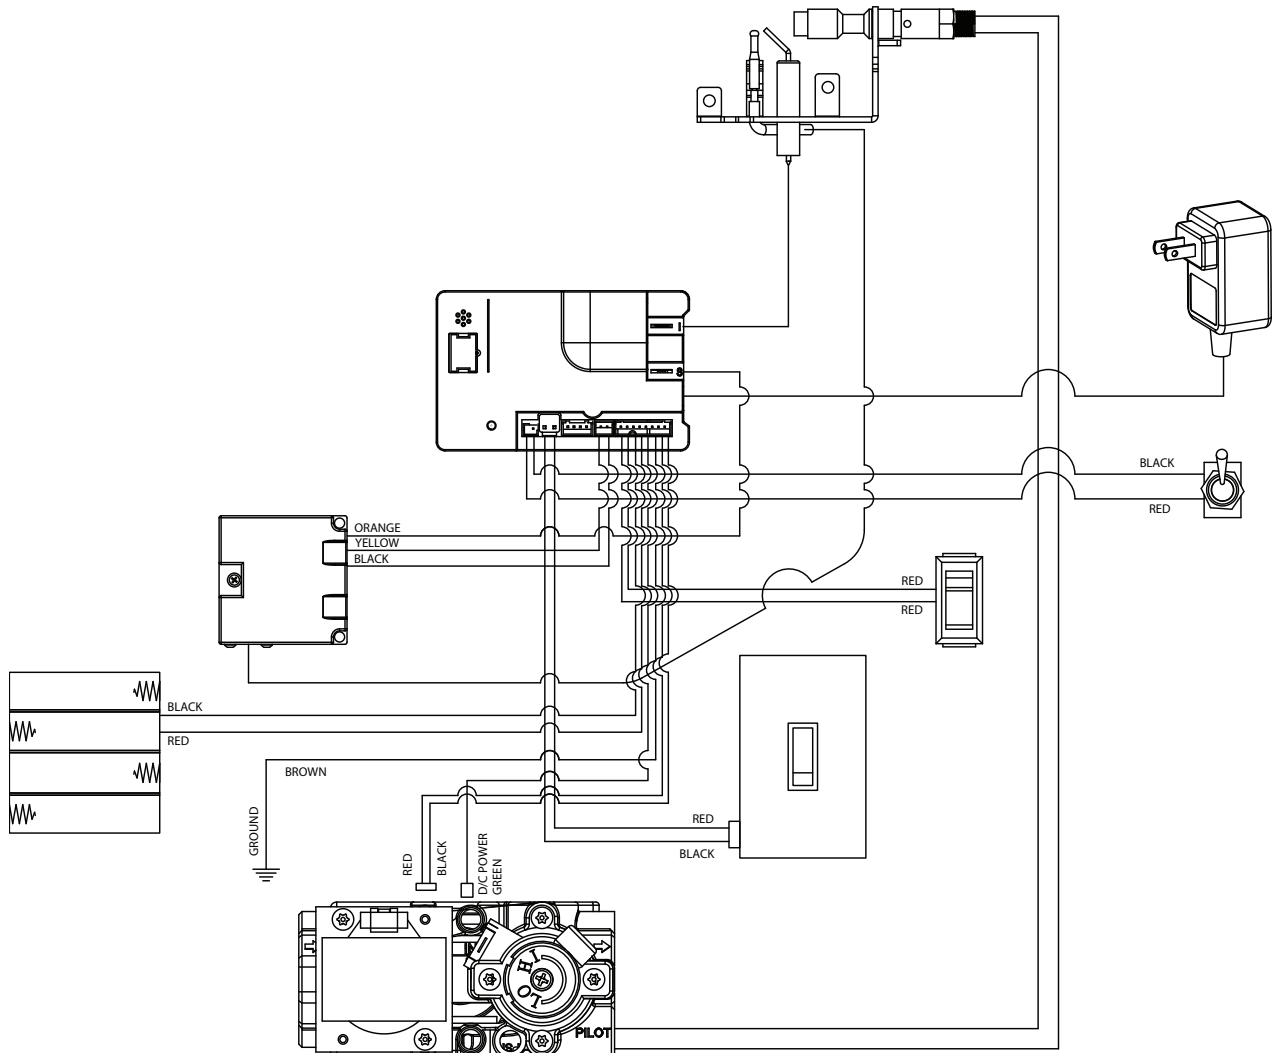 I
S
BLACK
RED
ORANGE
YELLOW
BLACK
RED
RED
BLACK
RED
BROWN
GROUND
RED
BLACK
RED
BLACK
D/C POWER
GREEN
HI
LO
PILOT